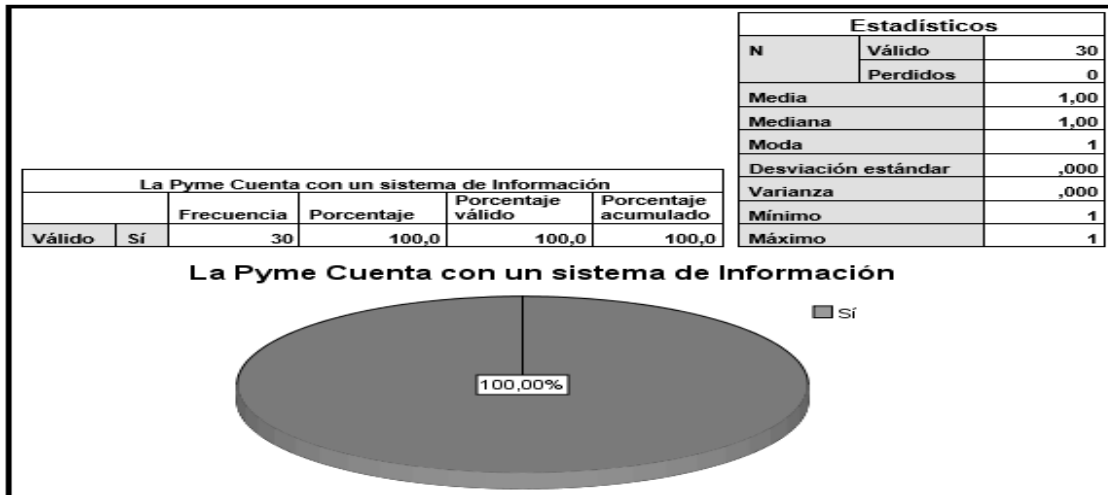 Estadísticos
N Válido 30
Perdidos 0
Media 1,00
Mediana 1,00
Moda 1
Desviación estándar ,000
Varianza ,000
Mínimo 1
Máximo 1
La Pyme Cuenta con un sistema de Información
Frecuencia Porcentaje Porcentaje válido Porcentaje acumulado
Válido Sí 30 100,0 100,0 100,0
La Pyme Cuenta con un sistema de Información
Sí
100,00%